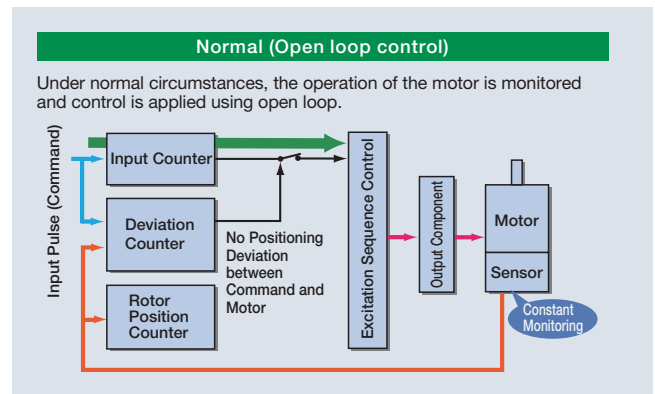 Normal (Open loop control)
Under normal circumstances, the operation of the motor is monitored
and control is applied using open loop.
Input Pulse (Command)
Input Counter
Deviation
Counter
Rotor
Position
Counter
No Positioning
Deviation
between
Command and
Motor
Excitation Sequence Control
Output Component
Motor
Sensor
Constant
Monitoring